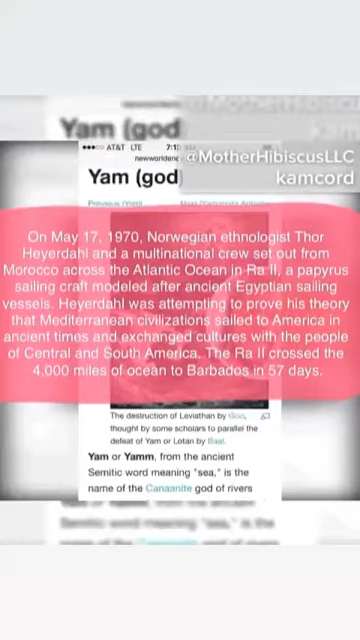 Yam (god
●●●○○ AT&T LTE 7:1
newworldenc
@MotherHibiscusLLC
Yam (god)
kamcord
On May 17, 1970, Norwegian ethnologist Thor
Heyerdahl and a multinational crew set out from
Morocco across the Atlantic Ocean in Ra II, a papyrus
sailing craft modeled after ancient Egyptian sailing
vessels. Heyerdahl was attempting to prove his theory
that Mediterranean civilizations sailed to America in
ancient times and exchanged cultures with the people
of Central and South America. The Ra II crossed the
4,000 miles of ocean to Barbados in 57 days.
The destruction of Leviathan by God,
thought by some scholars to parallel the
defeat of Yam or Lotan by Baal.
Yam or Yamm, from the ancient
Semitic word meaning "sea," is the
name of the Canaanite god of rivers